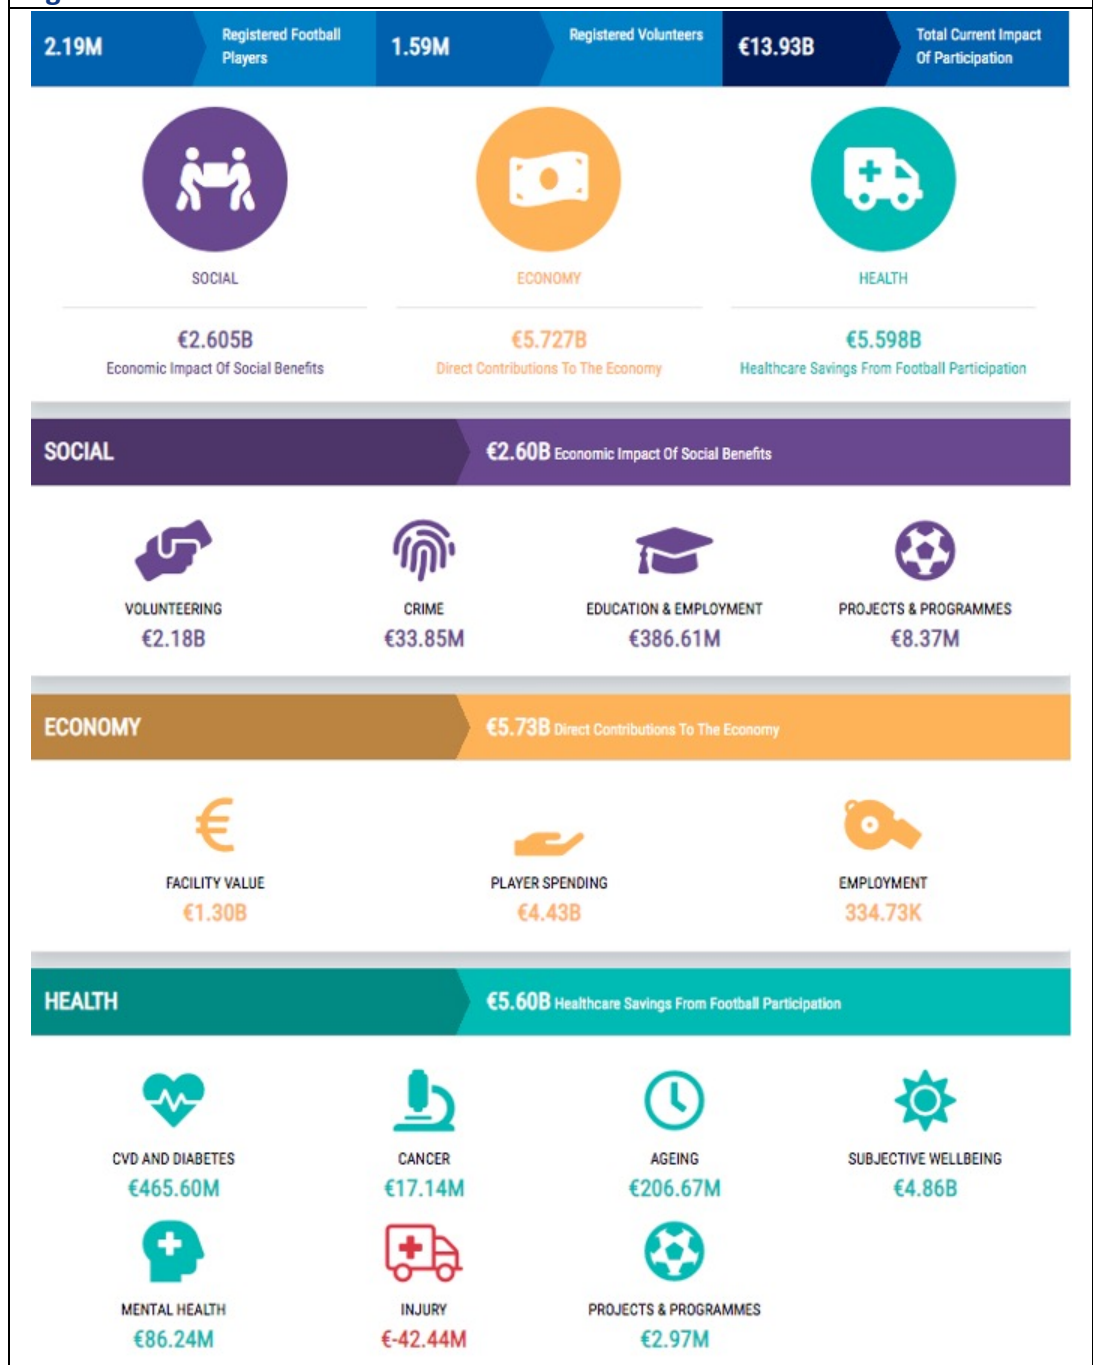 2.19M
Registered Football
Players
1.59M
Registered Volunteers
€13.93B
Total Current Impact
Of Participation
SOCIAL
ECONOMY
HEALTH
€2.605B
€5.727B
€5.598B
Economic Impact Of Social Benefits
Direct Contributions To The Economy
Healthcare Savings From Football Participation
SOCIAL
€2.60B Economic Impact Of Social Benefits
VOLUNTEERING
CRIME
EDUCATION & EMPLOYMENT
PROJECTS & PROGRAMMES
€2.18B
€33.85M
€386.61M
€8.37M
ECONOMY
€5.73B Direct Contributions To The Economy
FACILITY VALUE
PLAYER SPENDING
EMPLOYMENT
€1.30B
€4.43B
334.73K
HEALTH
€5.60B Healthcare Savings From Football Participation
CVD AND DIABETES
CANCER
AGEING
SUBJECTIVE WELLBEING
€465.60M
€17.14M
€206.67M
€4.86B
MENTAL HEALTH
INJURY
PROJECTS & PROGRAMMES
€86.24M
€-42.44M
€2.97M